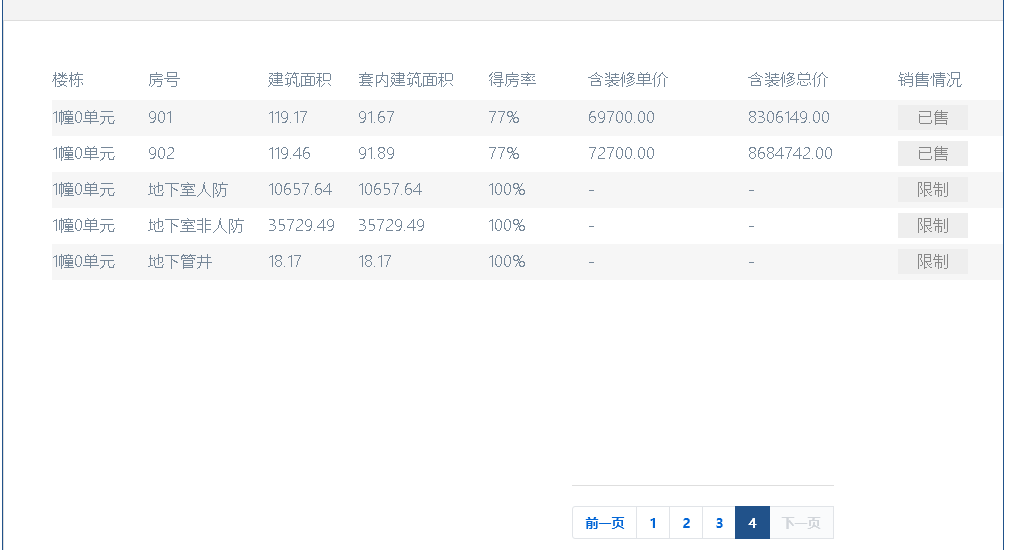 楼栋 房号 建筑面积 套内建筑面积 得房率 含装修单价 含装修总价 销售情况
1幢0单元 901 119.17 91.67 77% 69700.00 8306149.00 已售
1幢0单元 902 119.46 91.89 77% 72700.00 8684742.00 已售
1幢0单元 地下室人防 10657.64 10657.64 100% - - 限制
1幢0单元 地下室非人防 35729.49 35729.49 100% - - 限制
1幢0单元 地下管井 18.17 18.17 100% - - 限制
前一页 1 2 3 4 下一页